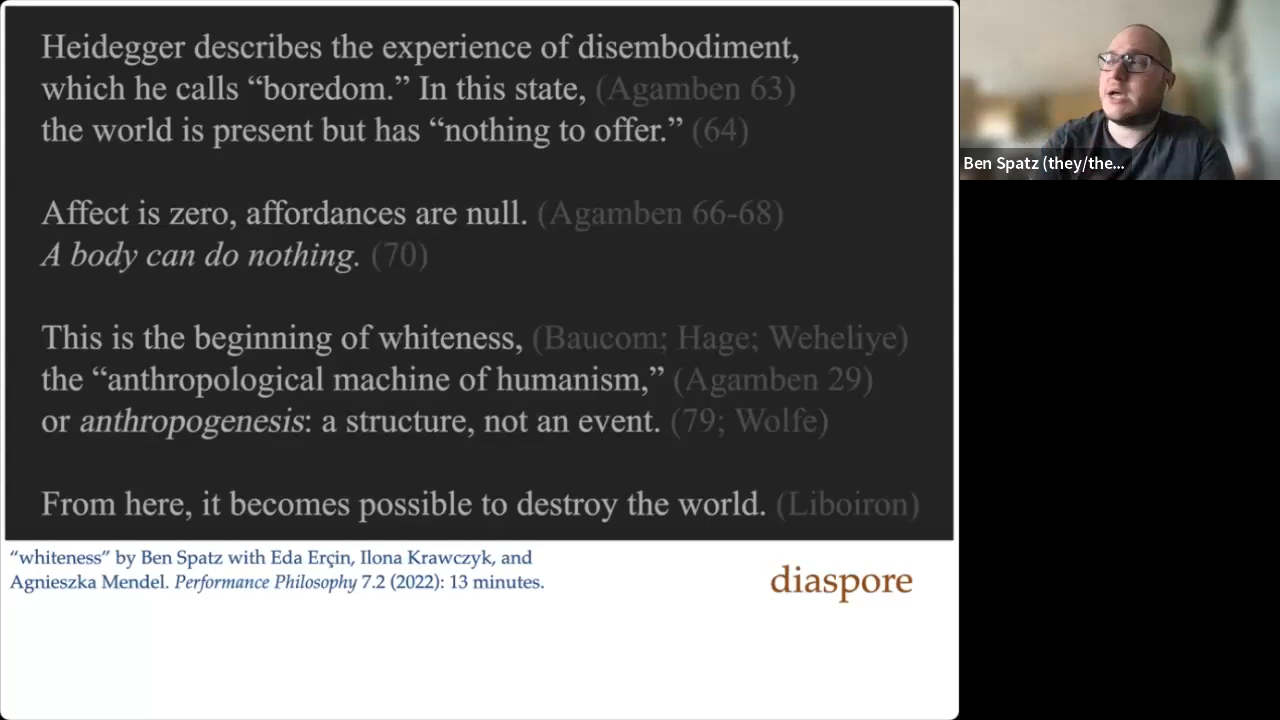 Heidegger describes the experience of disembodiment,
which he calls “boredom.” In this state, (Agamben 63)
the world is present but has “nothing to offer.” (64)
Affect is zero, affordances are null. (Agamben 66-68)
A body can do nothing. (70)
This is the beginning of whiteness, (Baucom; Hage; Weheliye)
the “anthropological machine of humanism,” (Agamben 29)
or anthropogenesis: a structure, not an event. (79; Wolfe)
From here, it becomes possible to destroy the world. (Liboiron)
“whiteness” by Ben Spatz with Eda Erçin, Ilona Krawczyk, and
Agnieszka Mendel. Performance Philosophy 7.2 (2022): 13 minutes.
diaspore
Ben Spatz (they/the...